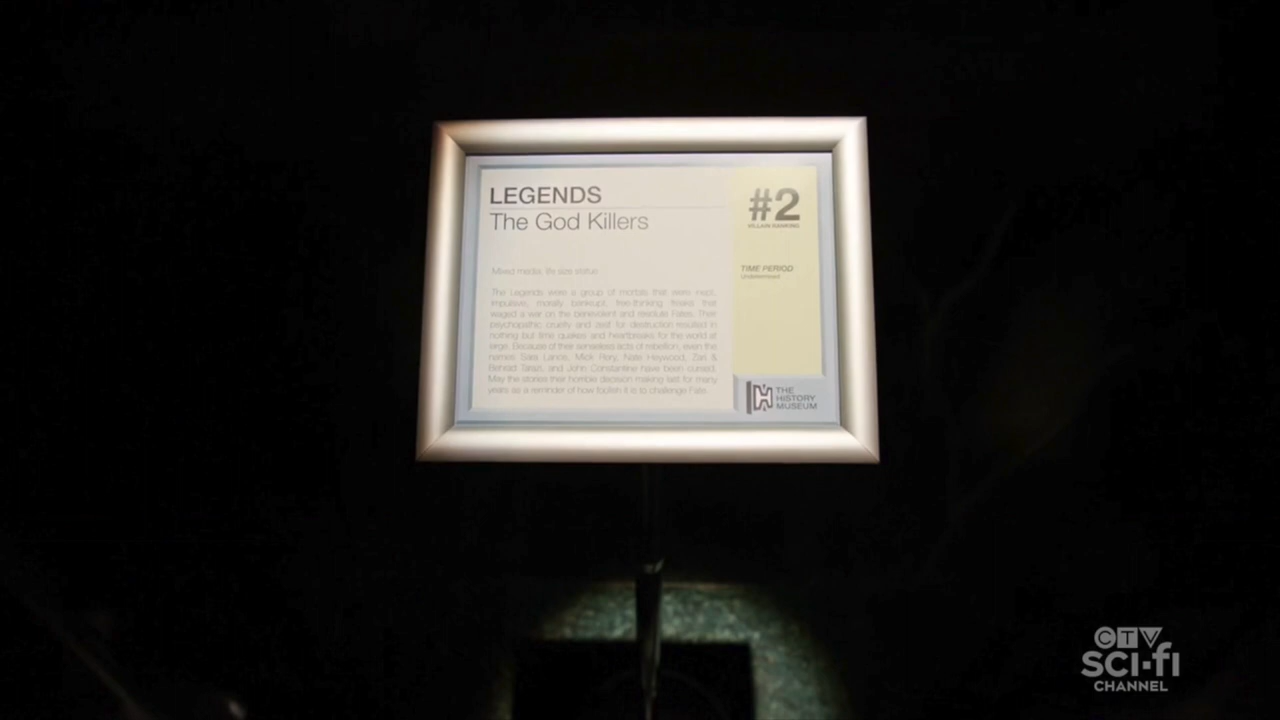 LEGENDS
The God Killers
#2
VILLAIN RANKING
TIME PERIOD
Undetermined
Mixed media, life size statue
The Legends were a group of mortals that were inept,
impulsive, morally bankrupt, free-thinking freaks that
waged a war on the benevolent and resolute Fates. Their
psychopathic cruelty and zeal for destruction resulted in
nothing but time quakes and heartbreaks for the world at
large. Because of their senseless acts of rebellion, even the
names Sara Lance, Mick Rory, Nate Heywood, Zari &
Behrad Tarazi, and John Constantine have been cursed.
May the stories their horrible decision making last for many
years as a reminder of how foolish it is to challenge Fate.
THE
HISTORY
MUSEUM
CTV
SCI-fi
CHANNEL